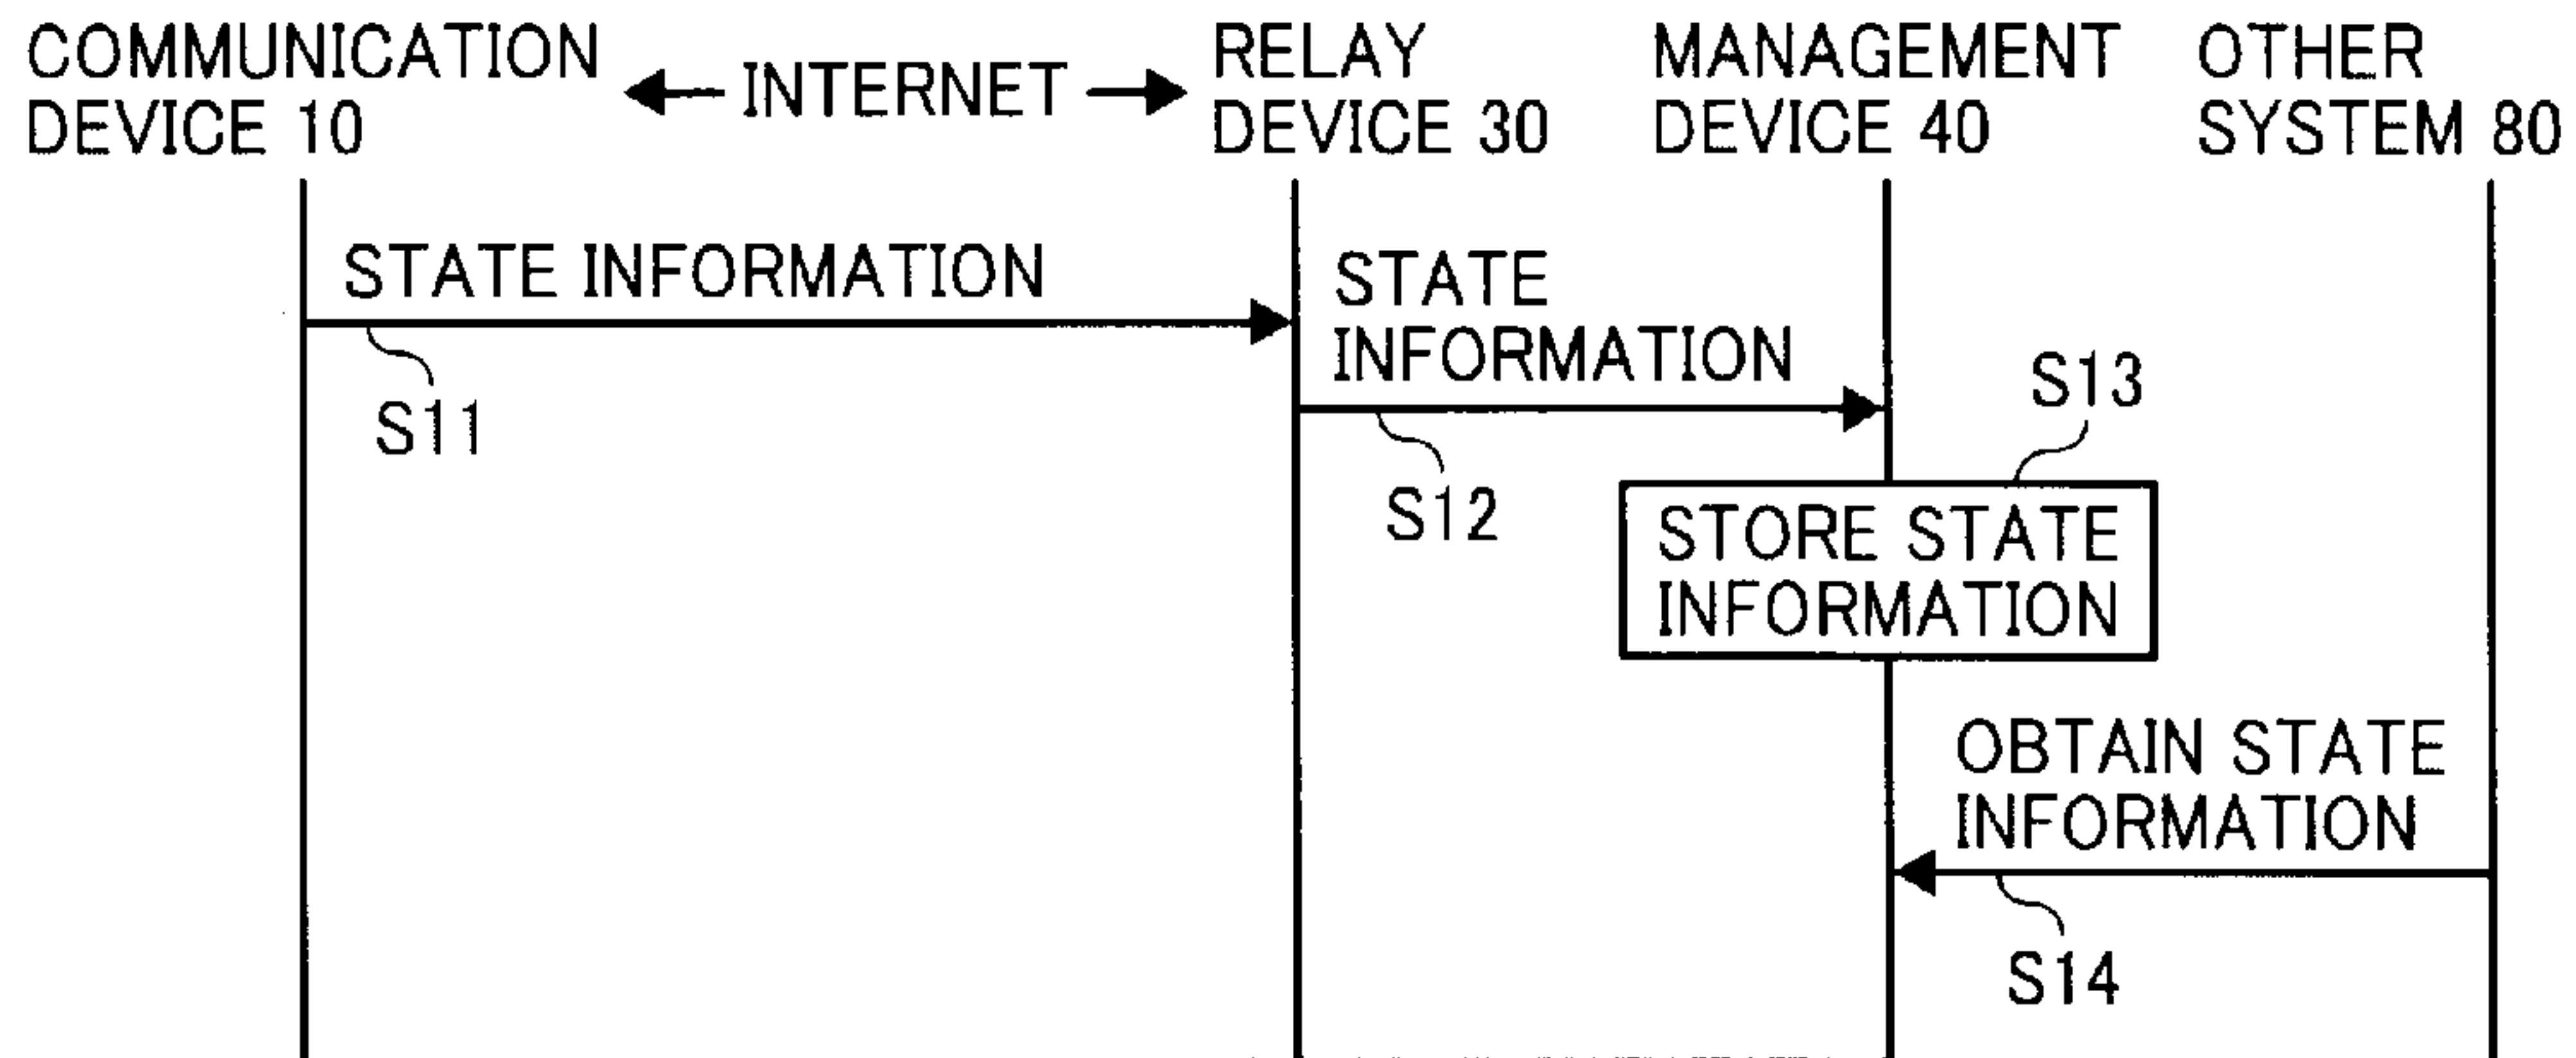 COMMUNICATION
DEVICE 10
INTERNET
RELAY
DEVICE 30
MANAGEMENT
DEVICE 40
OTHER
SYSTEM 80
STATE INFORMATION
S11
STATE
INFORMATION
S12
S13
STORE STATE
INFORMATION
OBTAIN STATE
INFORMATION
S14